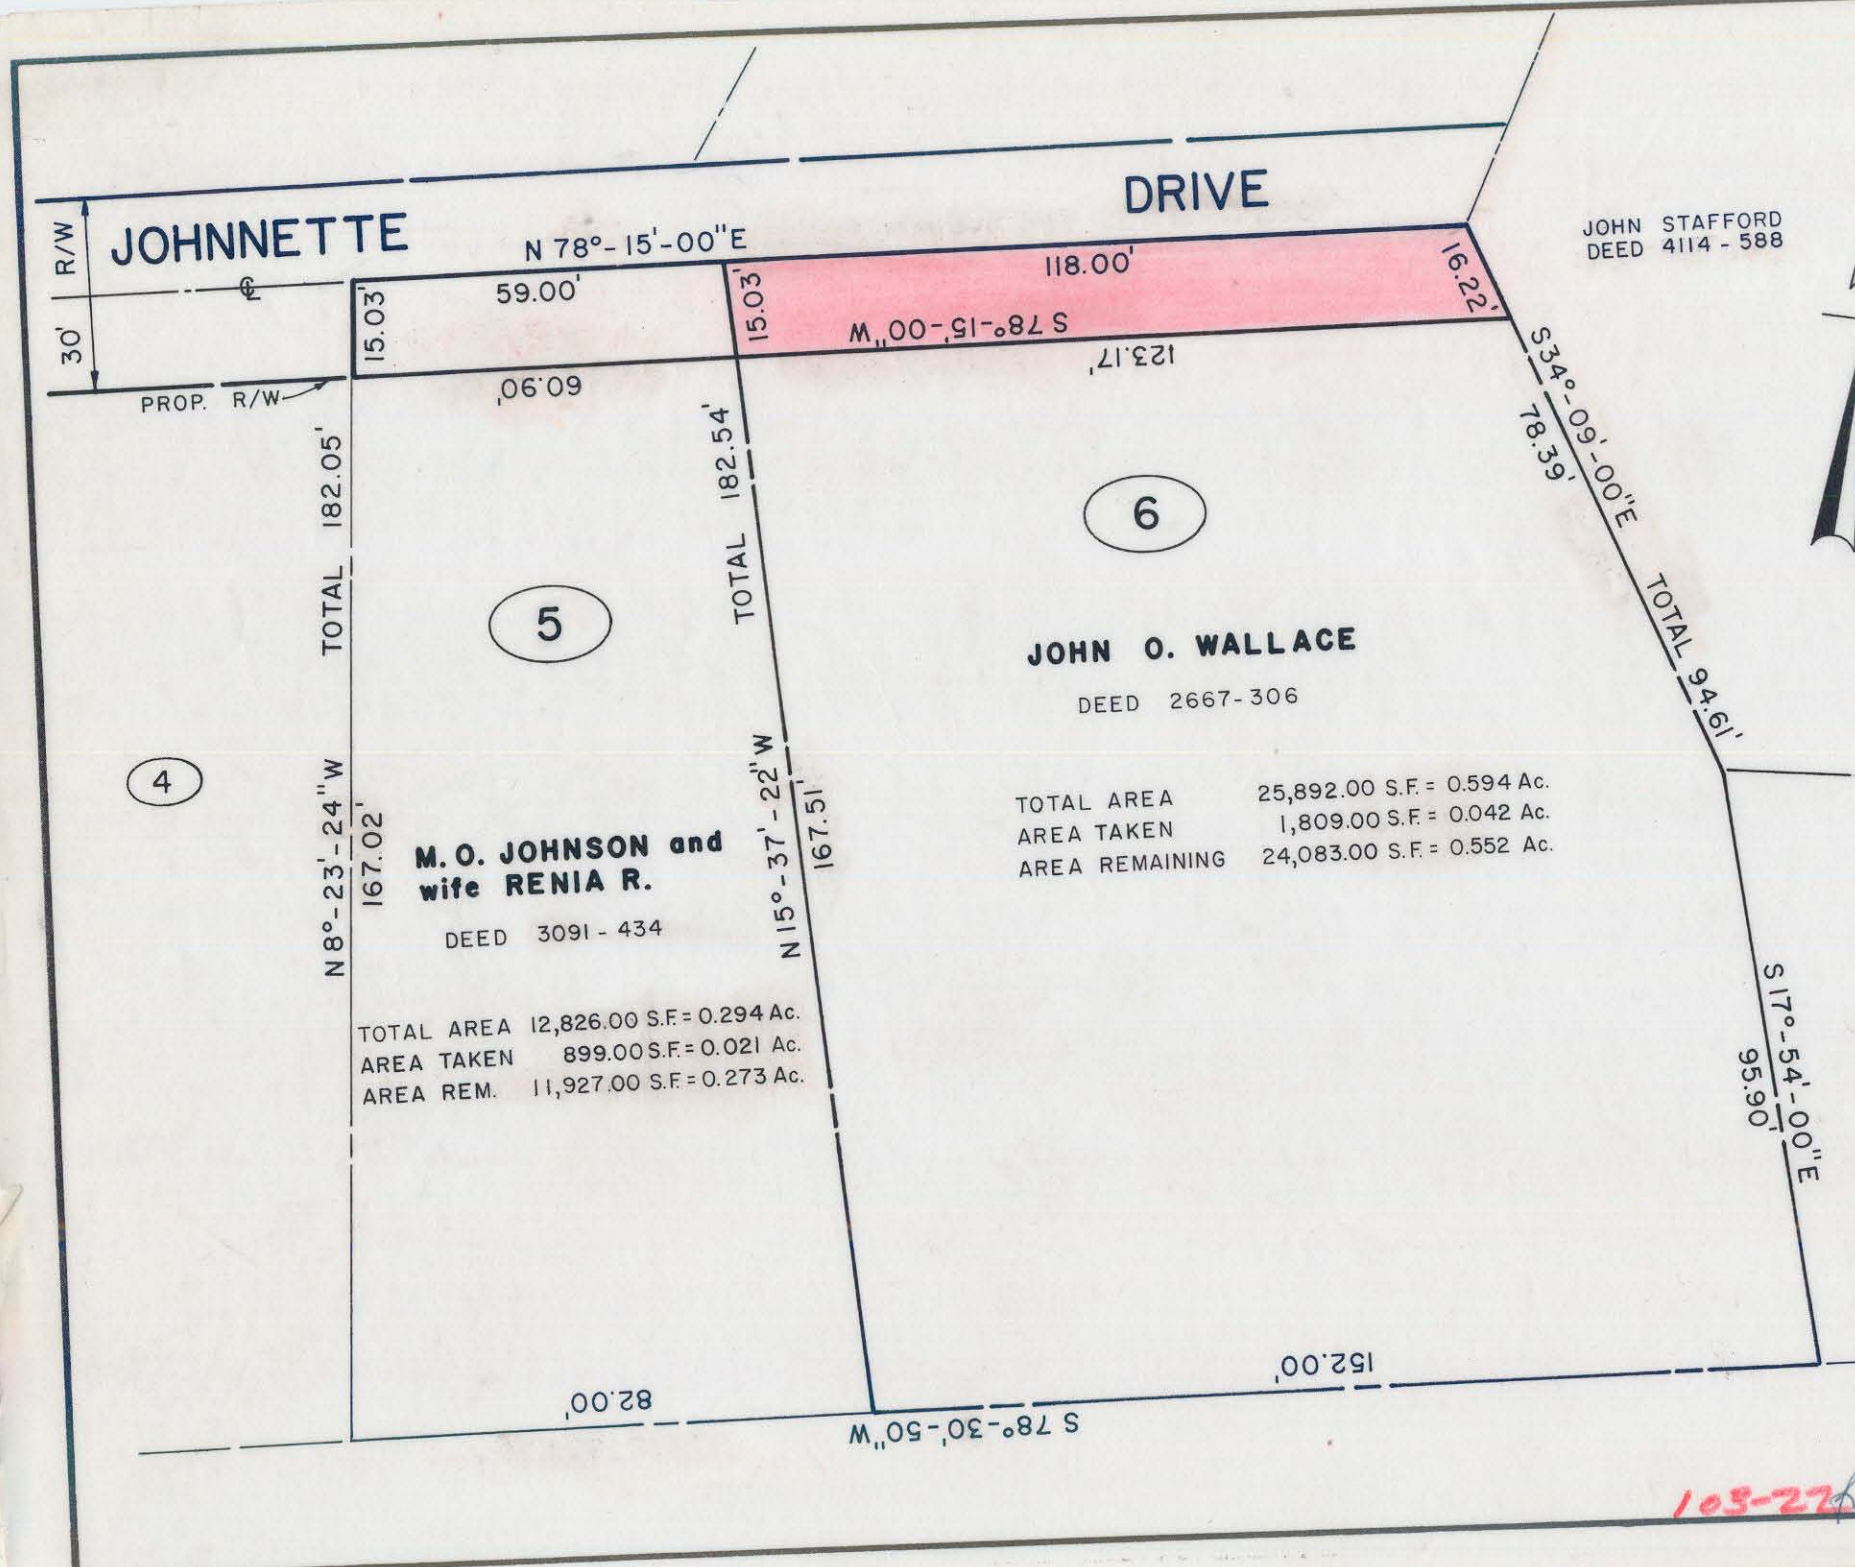 JOHNNETTE DRIVE
R/W
30'
℄
PROP. R/W
N 78°-15'-00"E
59.00'
118.00'
15.03'
15.03'
16.22'
S 78°-15'-00"W
60.90'
123.17'
JOHN STAFFORD
DEED 4114-588
S34°-09'-00"E TOTAL 94.61'
78.39'
N8°-23'-24"W TOTAL 182.05'
167.02'
N15°-37'-22"W TOTAL 182.54'
167.51'
4
5
6
JOHN O. WALLACE
DEED 2667-306
TOTAL AREA 25,892.00 S.F. = 0.594 Ac.
AREA TAKEN 1,809.00 S.F. = 0.042 Ac.
AREA REMAINING 24,083.00 S.F. = 0.552 Ac.
M. O. JOHNSON and
wife RENIA R.
DEED 3091-434
TOTAL AREA 12,826.00 S.F. = 0.294 Ac.
AREA TAKEN 899.00 S.F. = 0.021 Ac.
AREA REM. 11,927.00 S.F. = 0.273 Ac.
S 17°-54'-00"E
95.90'
82.00'
152.00'
S 78°-30'-50"W
103-22